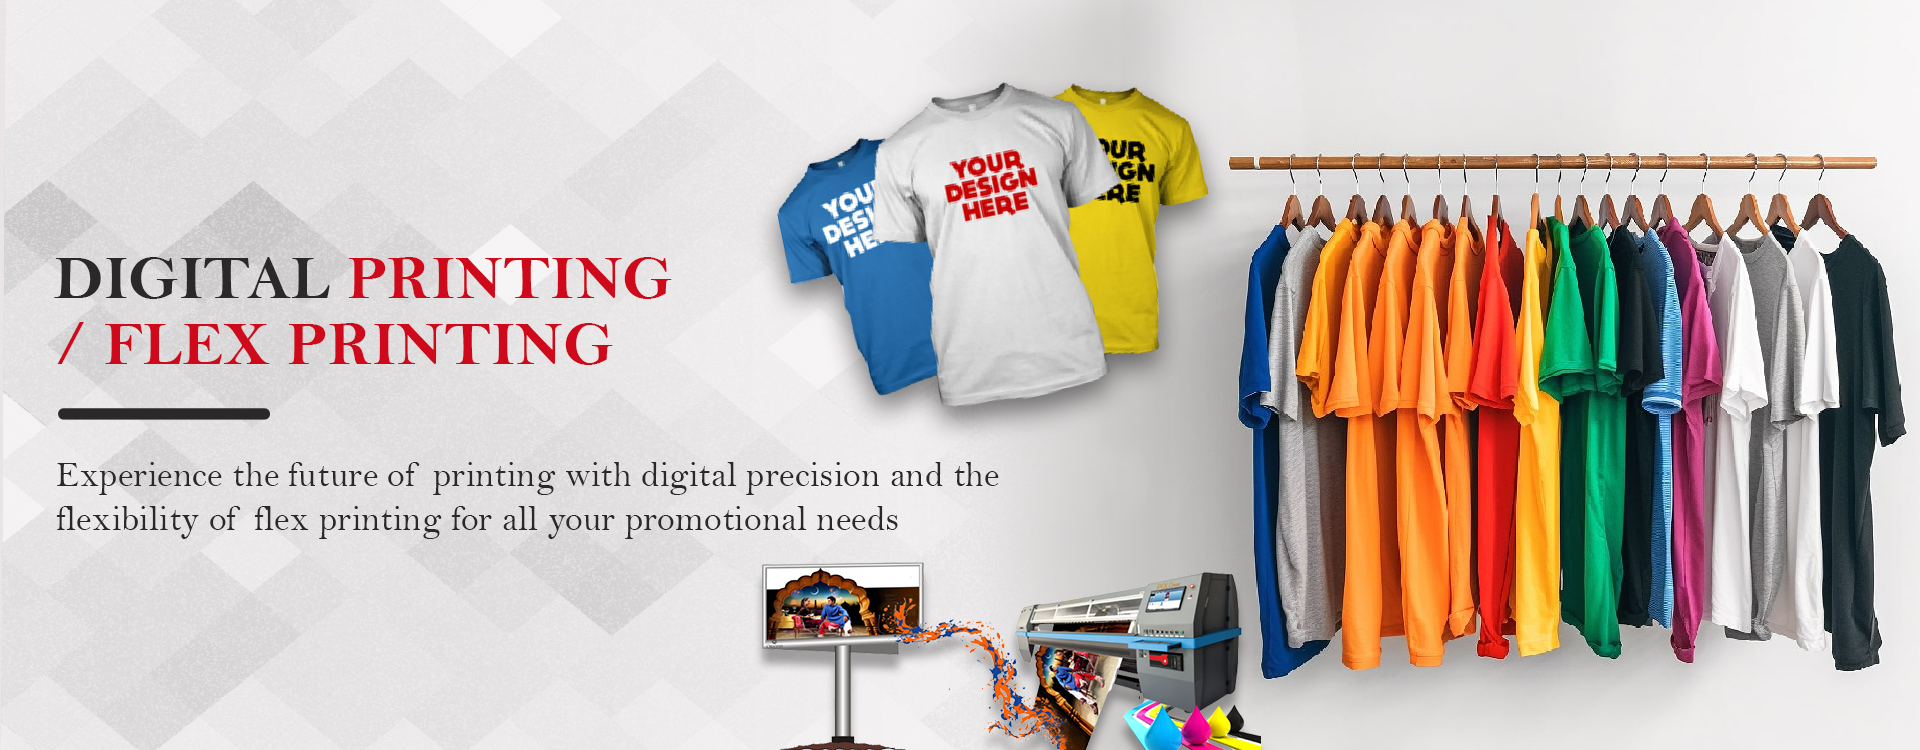 DIGITAL PRINTING
/ FLEX PRINTING
Experience the future of printing with digital precision and the
flexibility of flex printing for all your promotional needs
YOUR
DESIGN
HERE